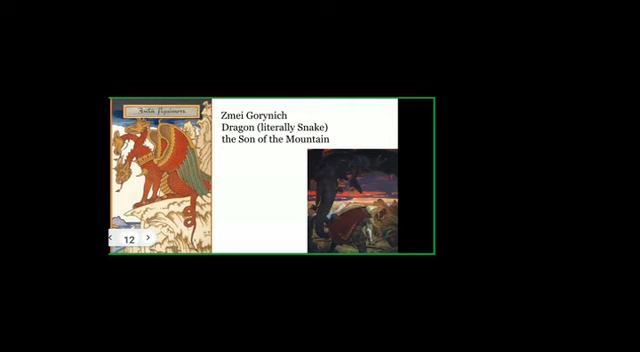 Zmei Gorynich
Dragon (literally Snake)
the Son of the Mountain
12